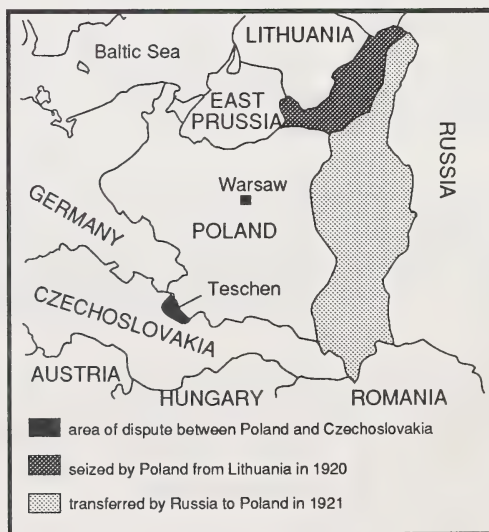 LITHUANIA
Baltic Sea
EAST
PRUSSIA
RUSSIA
Warsaw
POLAND
GERMANY
Teschen
CZECHOSLOVAKIA
AUSTRIA
HUNGARY
ROMANIA
area of dispute between Poland and Czechoslovakia
seized by Poland from Lithuania in 1920
transferred by Russia to Poland in 1921